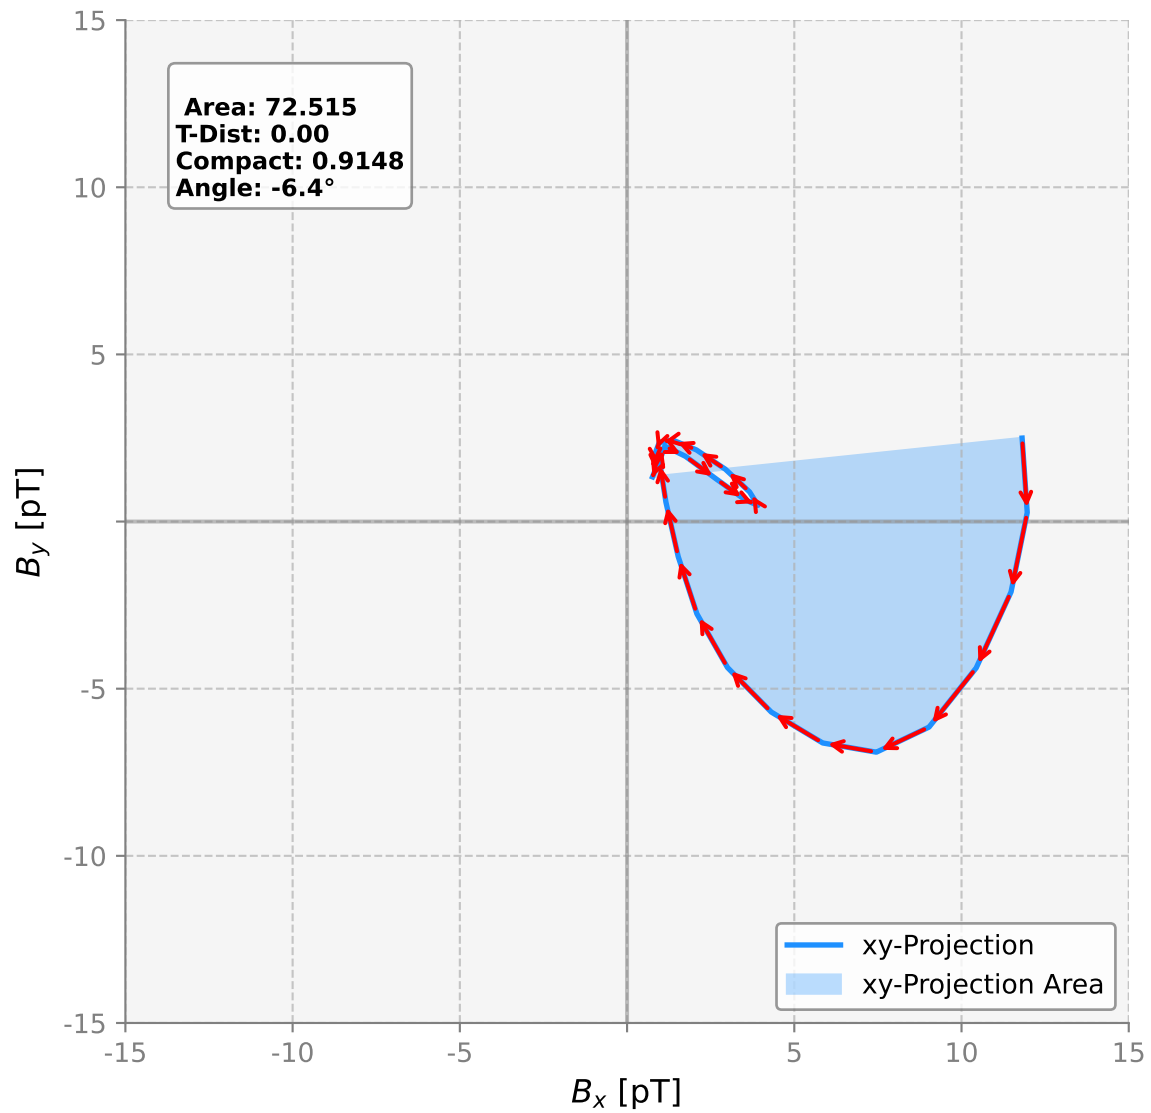 15
10
5
-5
-10
-15
-15
-10
-5
5
10
15
Area: 72.515
T-Dist: 0.00
Compact: 0.9148
Angle: -6.4°
xy-Projection
xy-Projection Area
B_y [pT]
B_x [pT]